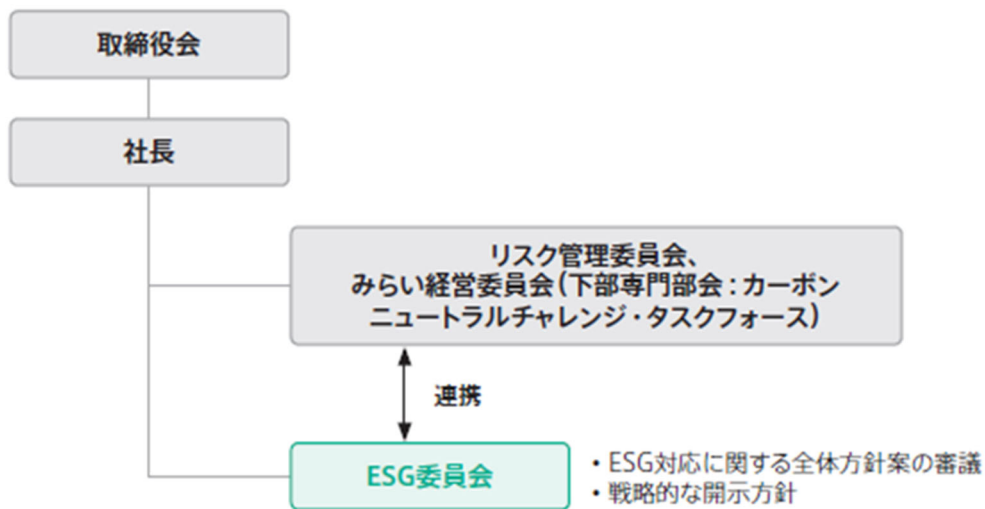 取締役会
社長
リスク管理委員会、
みらい経営委員会(下部専門部会:カーボン
ニュートラルチャレンジ・タスクフォース)
連携
ESG委員会
・ESG対応に関する全体方針案の審議
・戦略的な開示方針